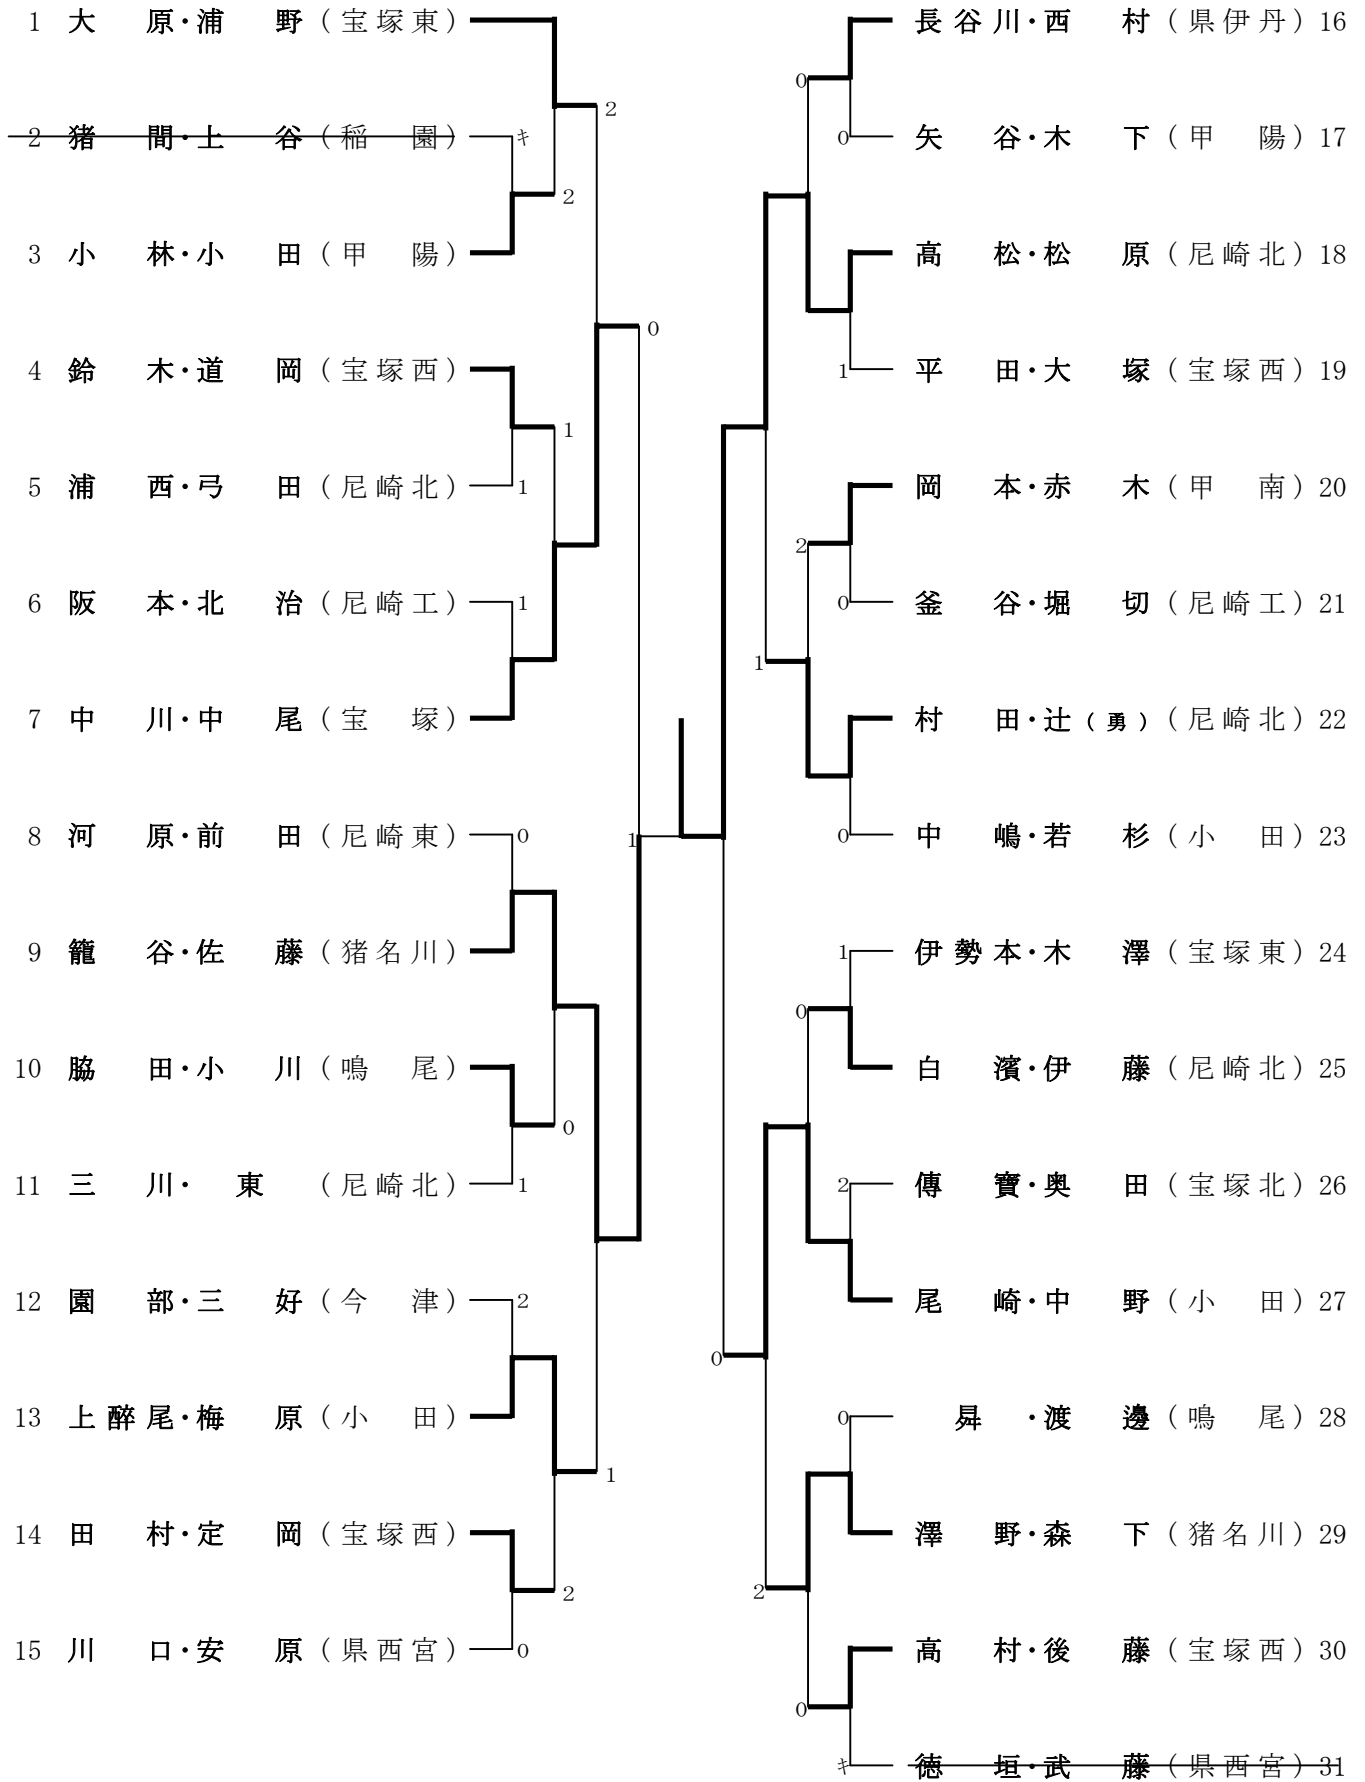 1 大 原・浦 野 (宝塚東)
2
2 猪 間・上 谷 (稲 園) キ
2
3 小 林・小 田 (甲 陽)
0
4 鈴 木・道 岡 (宝塚西)
1
5 浦 西・弓 田 (尼崎北) 1
6 阪 本・北 治 (尼崎工) 1
7 中 川・中 尾 (宝 塚)
8 河 原・前 田 (尼崎東) 0
1
9 籠 谷・佐 藤 (猪名川)
10 脇 田・小 川 (鳴 尾)
0
11 三 川・ 東 (尼崎北) 1
12 園 部・三 好 (今 津) 2
13 上醉尾・梅 原 (小 田)
1
14 田 村・定 岡 (宝塚西)
2
15 川 口・安 原 (県西宮) 0
長谷川・西 村 (県伊丹) 16
0
0 矢 谷・木 下 (甲 陽) 17
高 松・松 原 (尼崎北) 18
1 平 田・大 塚 (宝塚西) 19
岡 本・赤 木 (甲 南) 20
2
0 釜 谷・堀 切 (尼崎工) 21
1
村 田・辻(勇) (尼崎北) 22
0 中 嶋・若 杉 (小 田) 23
1 伊勢本・木 澤 (宝塚東) 24
0
白 濱・伊 藤 (尼崎北) 25
2 傳 寶・奥 田 (宝塚北) 26
尾 崎・中 野 (小 田) 27
0
0 曻 ・渡 邊 (鳴 尾) 28
澤 野・森 下 (猪名川) 29
2
高 村・後 藤 (宝塚西) 30
0
キ 徳 垣・武 藤 (県西宮) 31